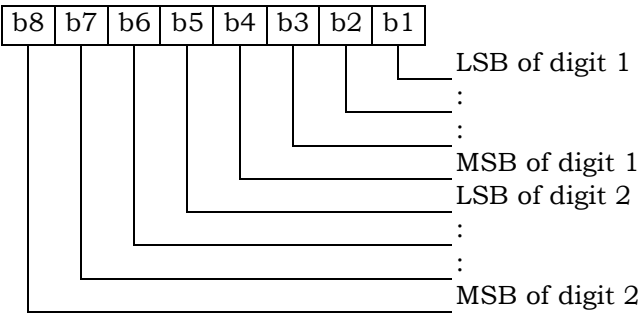 b8 b7 b6 b5 b4 b3 b2 b1
LSB of digit 1
:
:
MSB of digit 1
LSB of digit 2
:
:
MSB of digit 2